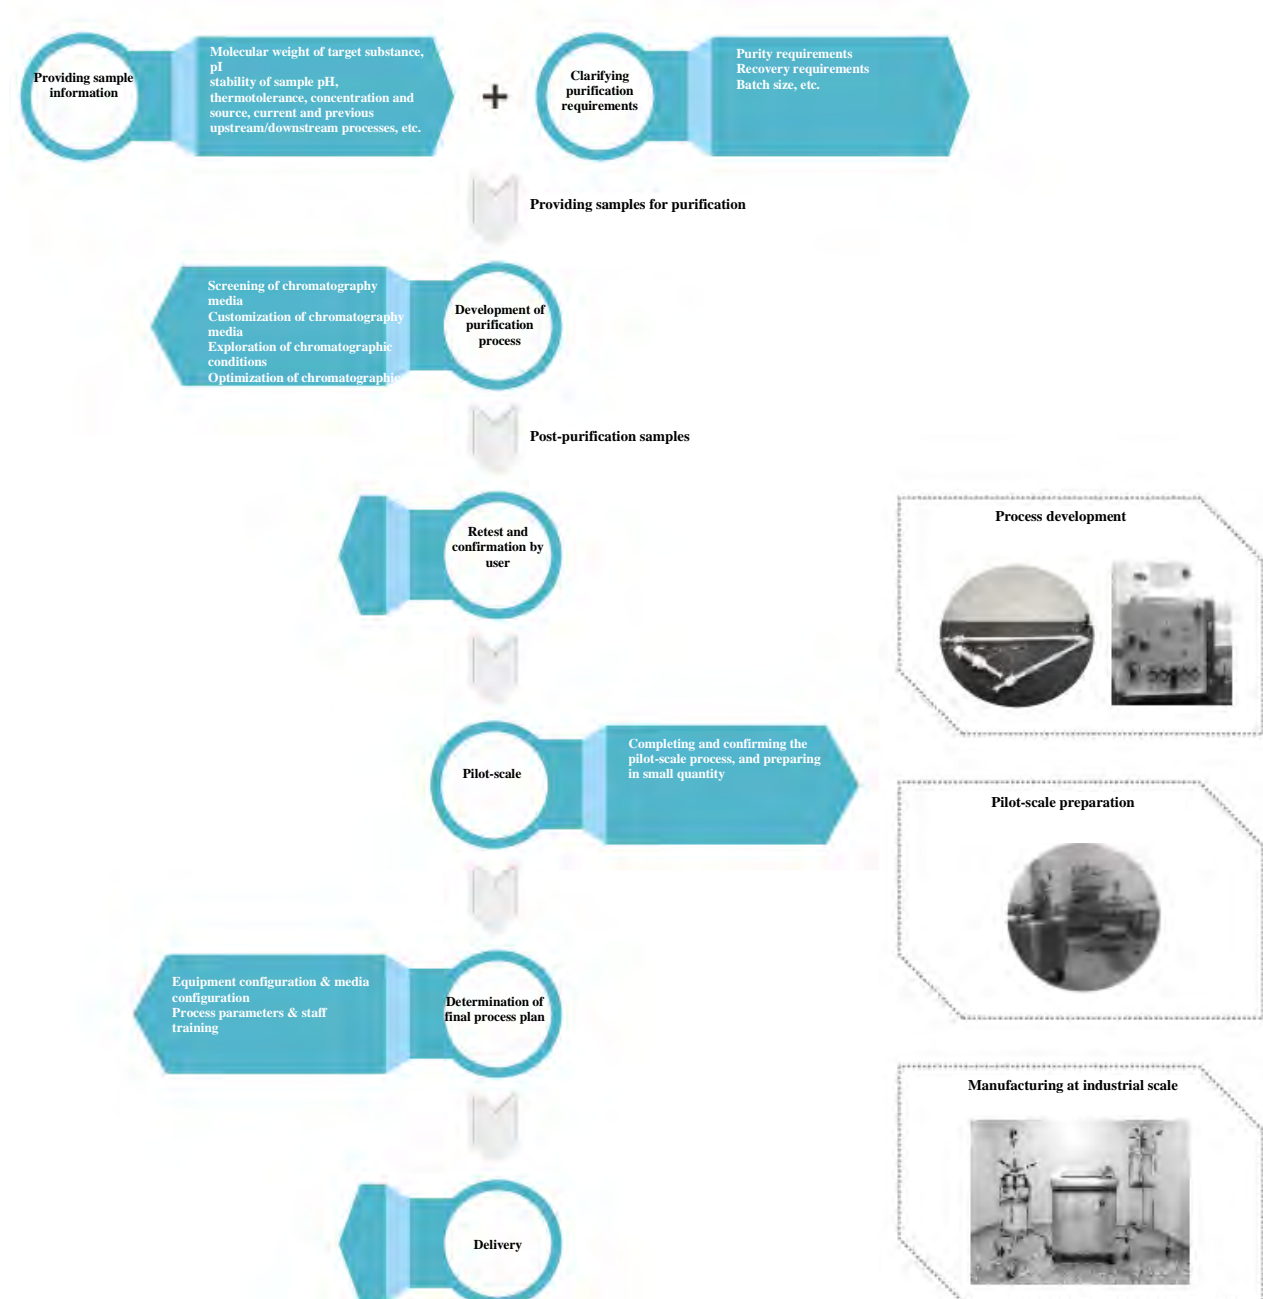 Providing sample
information
Molecular weight of target substance,
pI
stability of sample pH,
thermotolerance, concentration and
source, current and previous
upstream/downstream processes, etc.
+
Clarifying
purification
requirements
Purity requirements
Recovery requirements
Batch size, etc.
Providing samples for purification
Screening of chromatography
media
Customization of chromatography
media
Exploration of chromatographic
conditions
Optimization of chromatographic
Development of
purification
process
Post-purification samples
Retest and
confirmation by
user
Process development
Pilot-scale
Completing and confirming the
pilot-scale process, and preparing
in small quantity
Pilot-scale preparation
Equipment configuration & media
configuration
Process parameters & staff
training
Determination of
final process plan
Manufacturing at industrial scale
Delivery